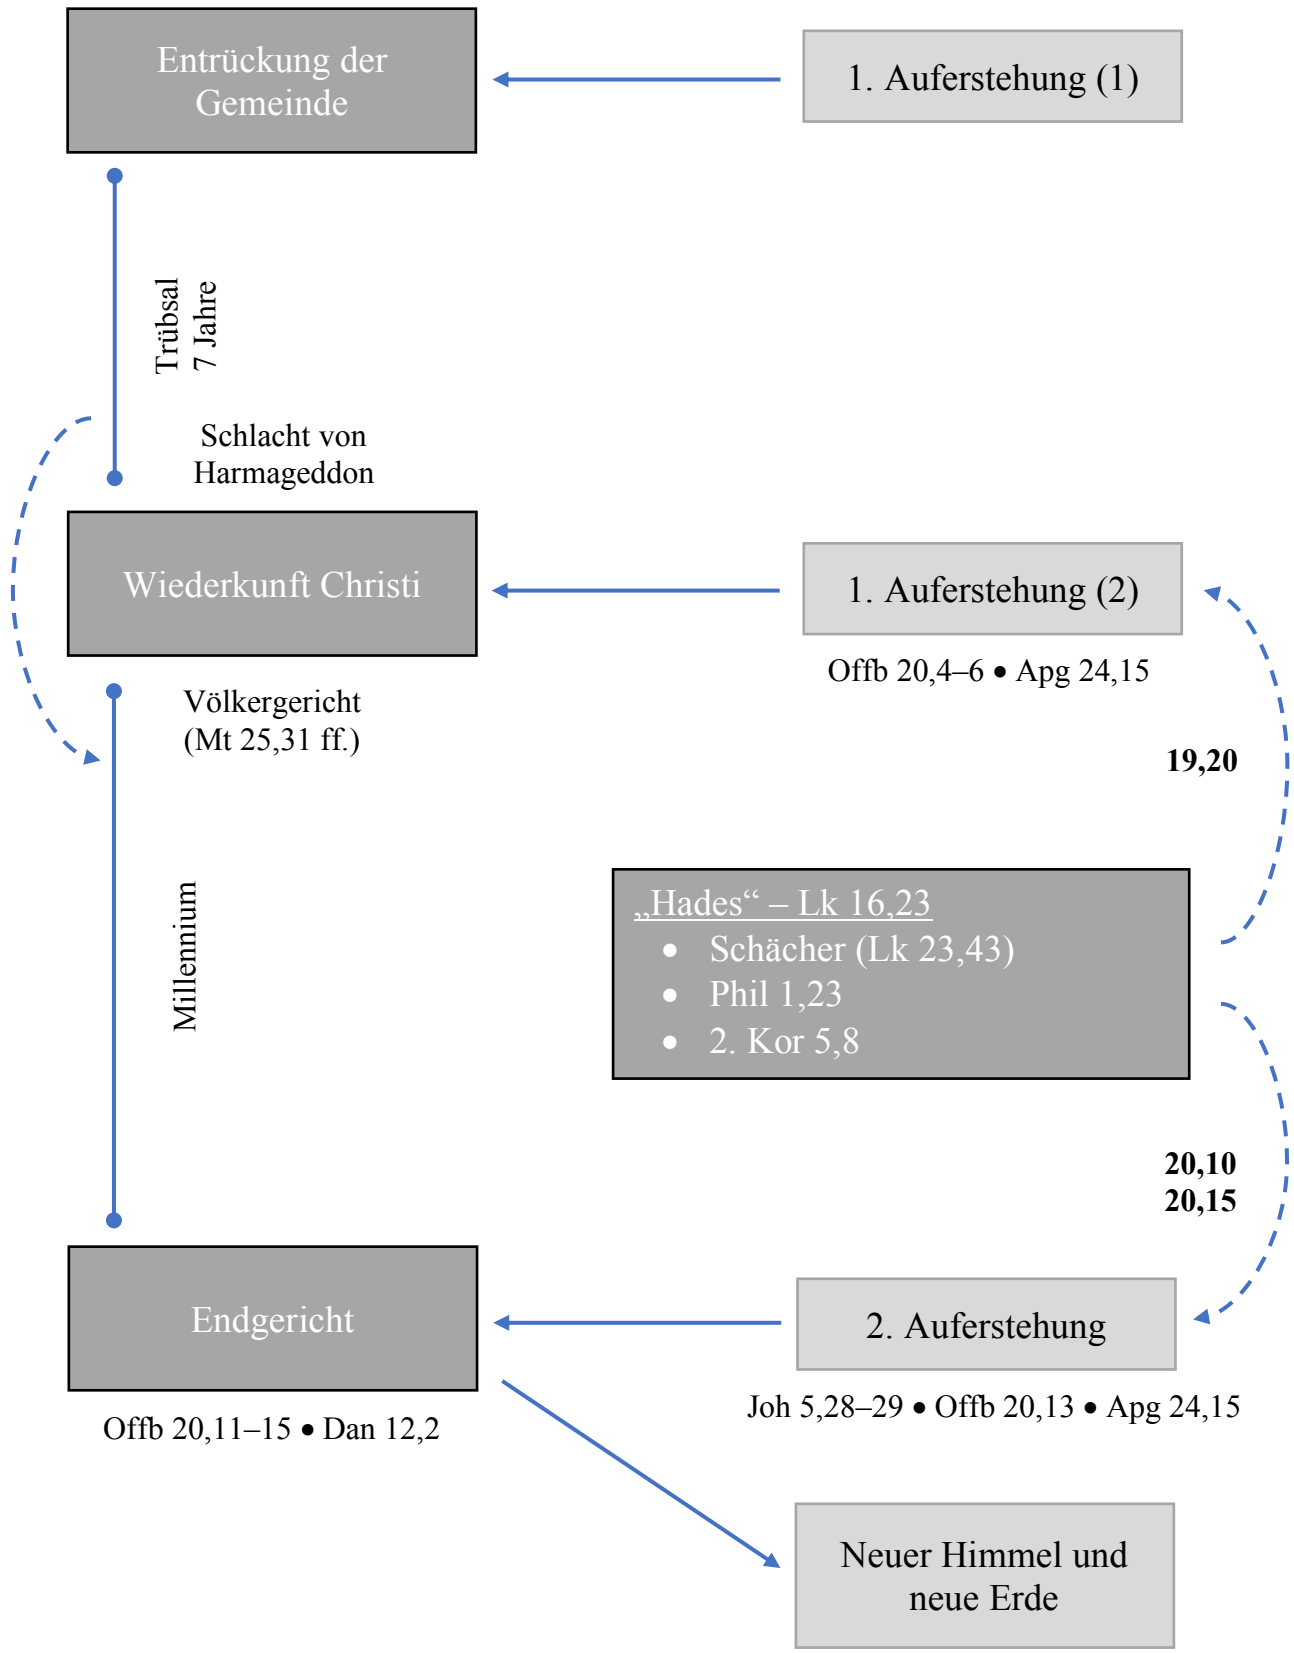 Entrückung der
Gemeinde
1. Auferstehung (1)
Trübsal
7 Jahre
Schlacht von
Harmageddon
Wiederkunft Christi
1. Auferstehung (2)
Offb 20,4–6 • Apg 24,15
Völkergericht
(Mt 25,31 ff.)
19,20
Millennium
„Hades“ – Lk 16,23
• Schächer (Lk 23,43)
• Phil 1,23
• 2. Kor 5,8
20,10
20,15
Endgericht
2. Auferstehung
Offb 20,11–15 • Dan 12,2
Joh 5,28–29 • Offb 20,13 • Apg 24,15
Neuer Himmel und
neue Erde